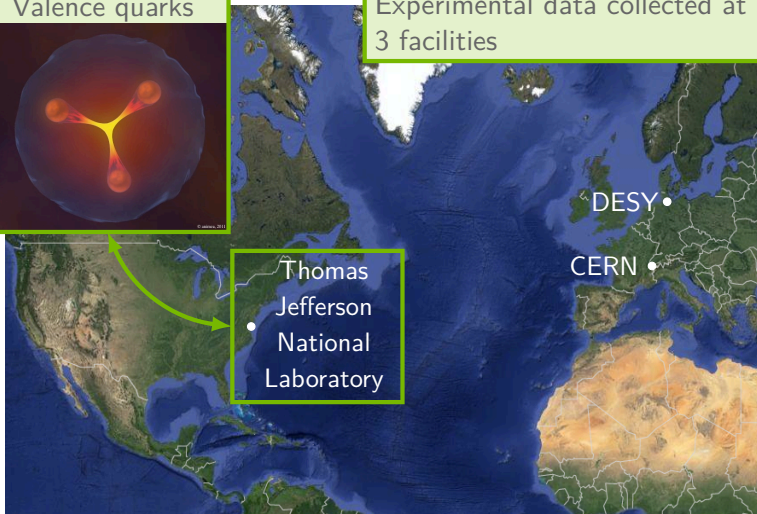 Valence quarks
Experimental data collected at
3 facilities
DESY
CERN
Thomas
Jefferson
National
Laboratory